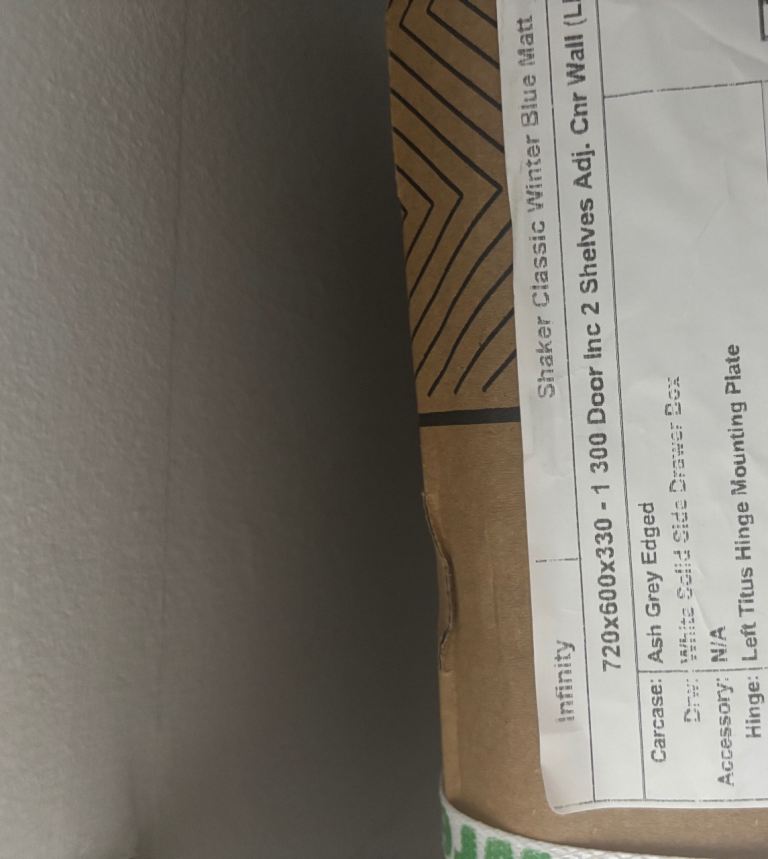 Infinity Shaker Classic Winter Blue Matt
720x600x330 - 1 300 Door Inc 2 Shelves Adj. Cnr Wall
Carcase: Ash Grey Edged
Drw: White Solid Side Drawer Box
Accessory: N/A
Hinge: Left Titus Hinge Mounting Plate